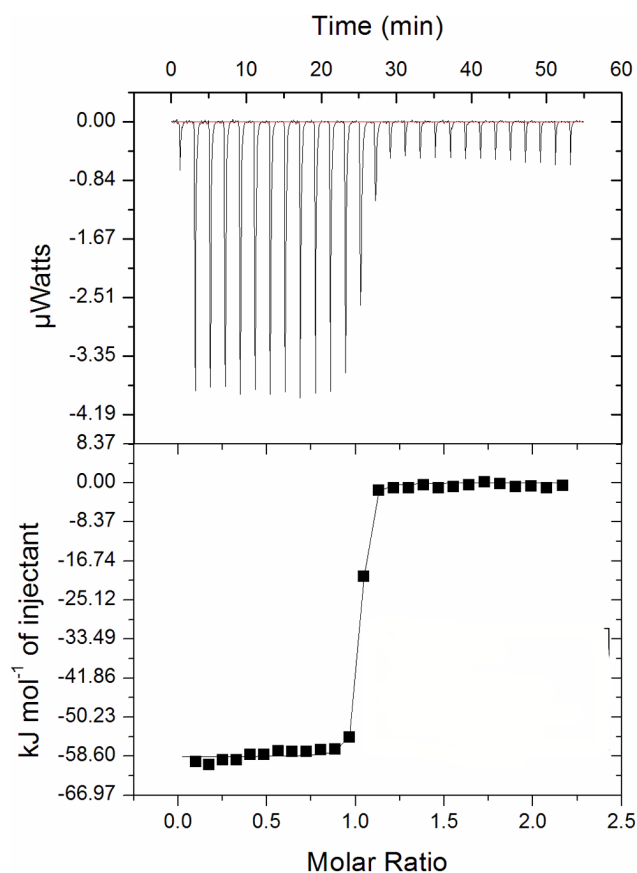 Time (min)
0 10 20 30 40 50 60
0.00
-0.84
-1.67
-2.51
-3.35
-4.19
µWatts
8.37
0.00
-8.37
-16.74
-25.12
-33.49
-41.86
-50.23
-58.60
-66.97
kJ mol⁻¹ of injectant
0.0 0.5 1.0 1.5 2.0 2.5
Molar Ratio